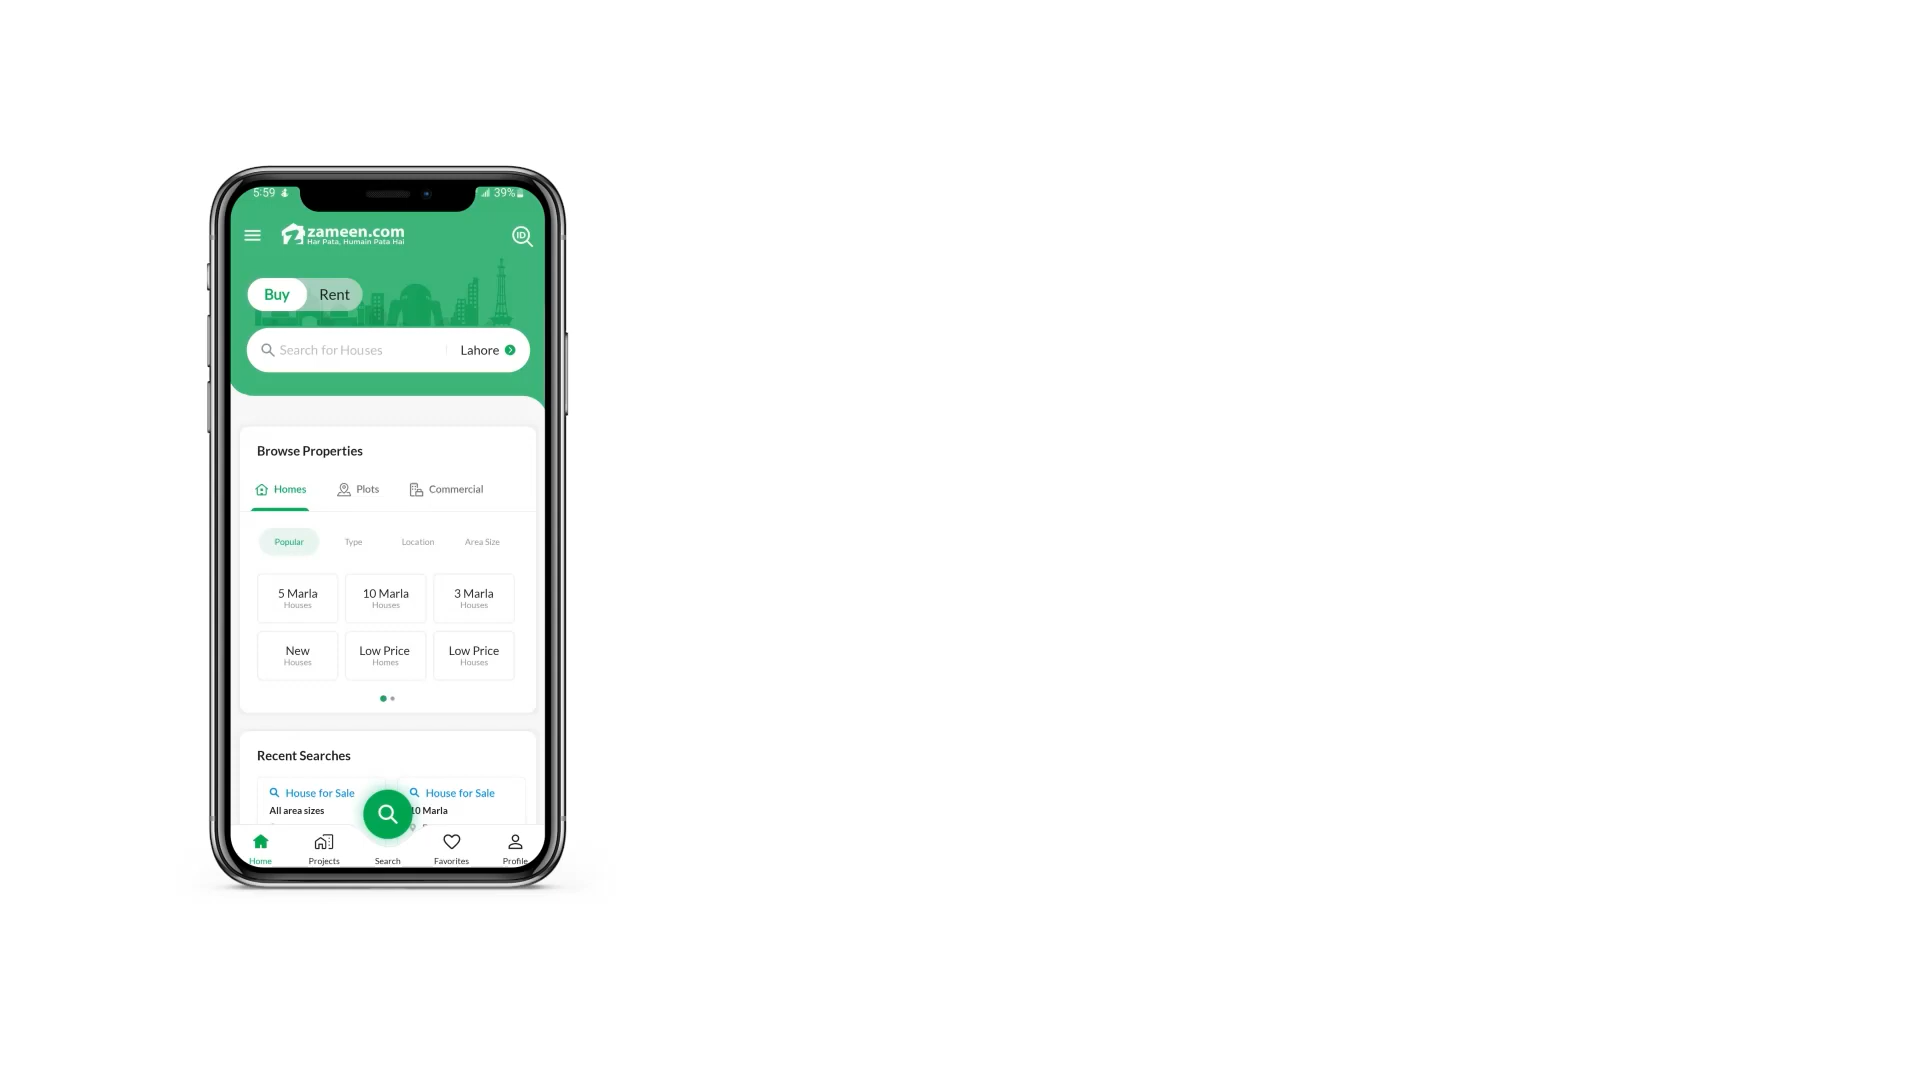 5:59
39%
zameen.com
Har Pata, Humain Pata Hai
ID
Buy Rent
Search for Houses Lahore
Browse Properties
Homes Plots Commercial
Popular Type Location Area Size
5 Marla 10 Marla 3 Marla
Houses Houses Houses
New Low Price Low Price
Houses Homes Houses
Recent Searches
House for Sale House for Sale
All area sizes 10 Marla
Home Projects Search Favorites Profile